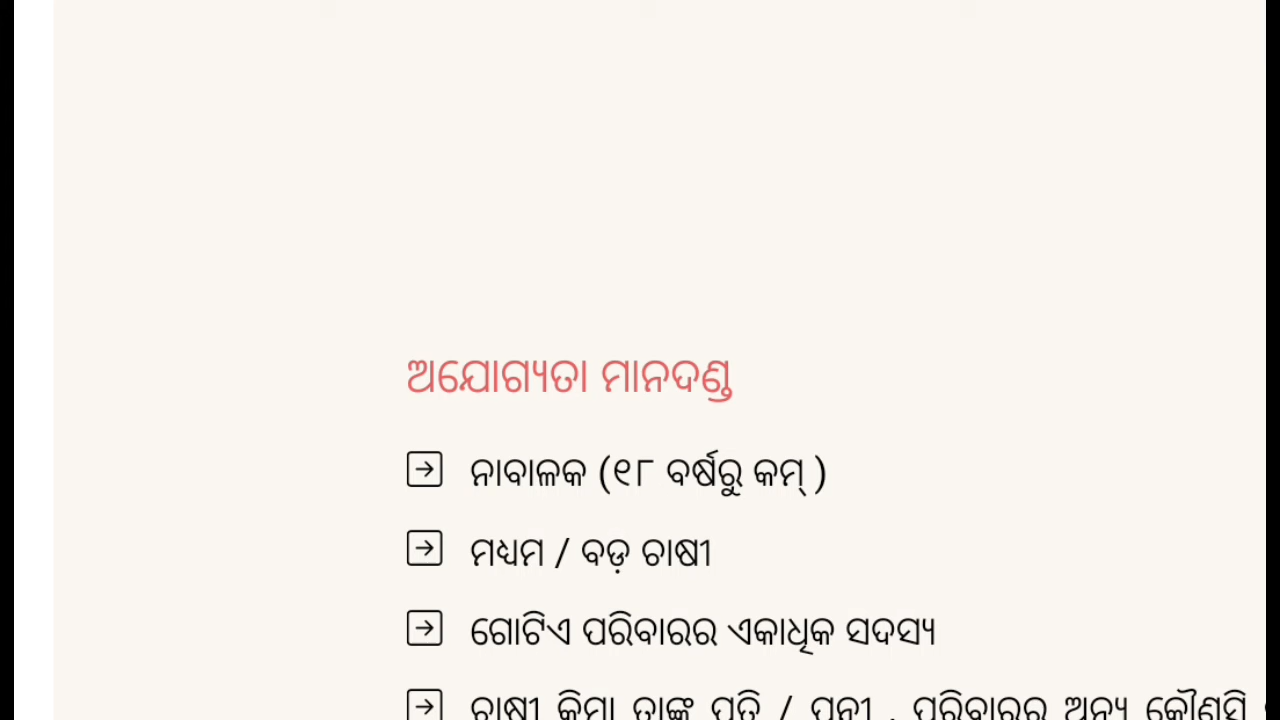 ଅଯୋଗ୍ୟତା ମାନଦଣ୍ଡ
ନାବାଳକ (୧୮ ବର୍ଷରୁ କମ୍ )
ମଧ୍ୟମ / ବଡ଼ ଚାଷୀ
ଗୋଟିଏ ପରିବାରର ଏକାଧିକ ସଦସ୍ୟ
ଚାଷୀ କିମ୍ବା ତାଙ୍କ ପତି / ପତ୍ନୀ , ପରିବାରର ଅନ୍ୟ କୌଣସି